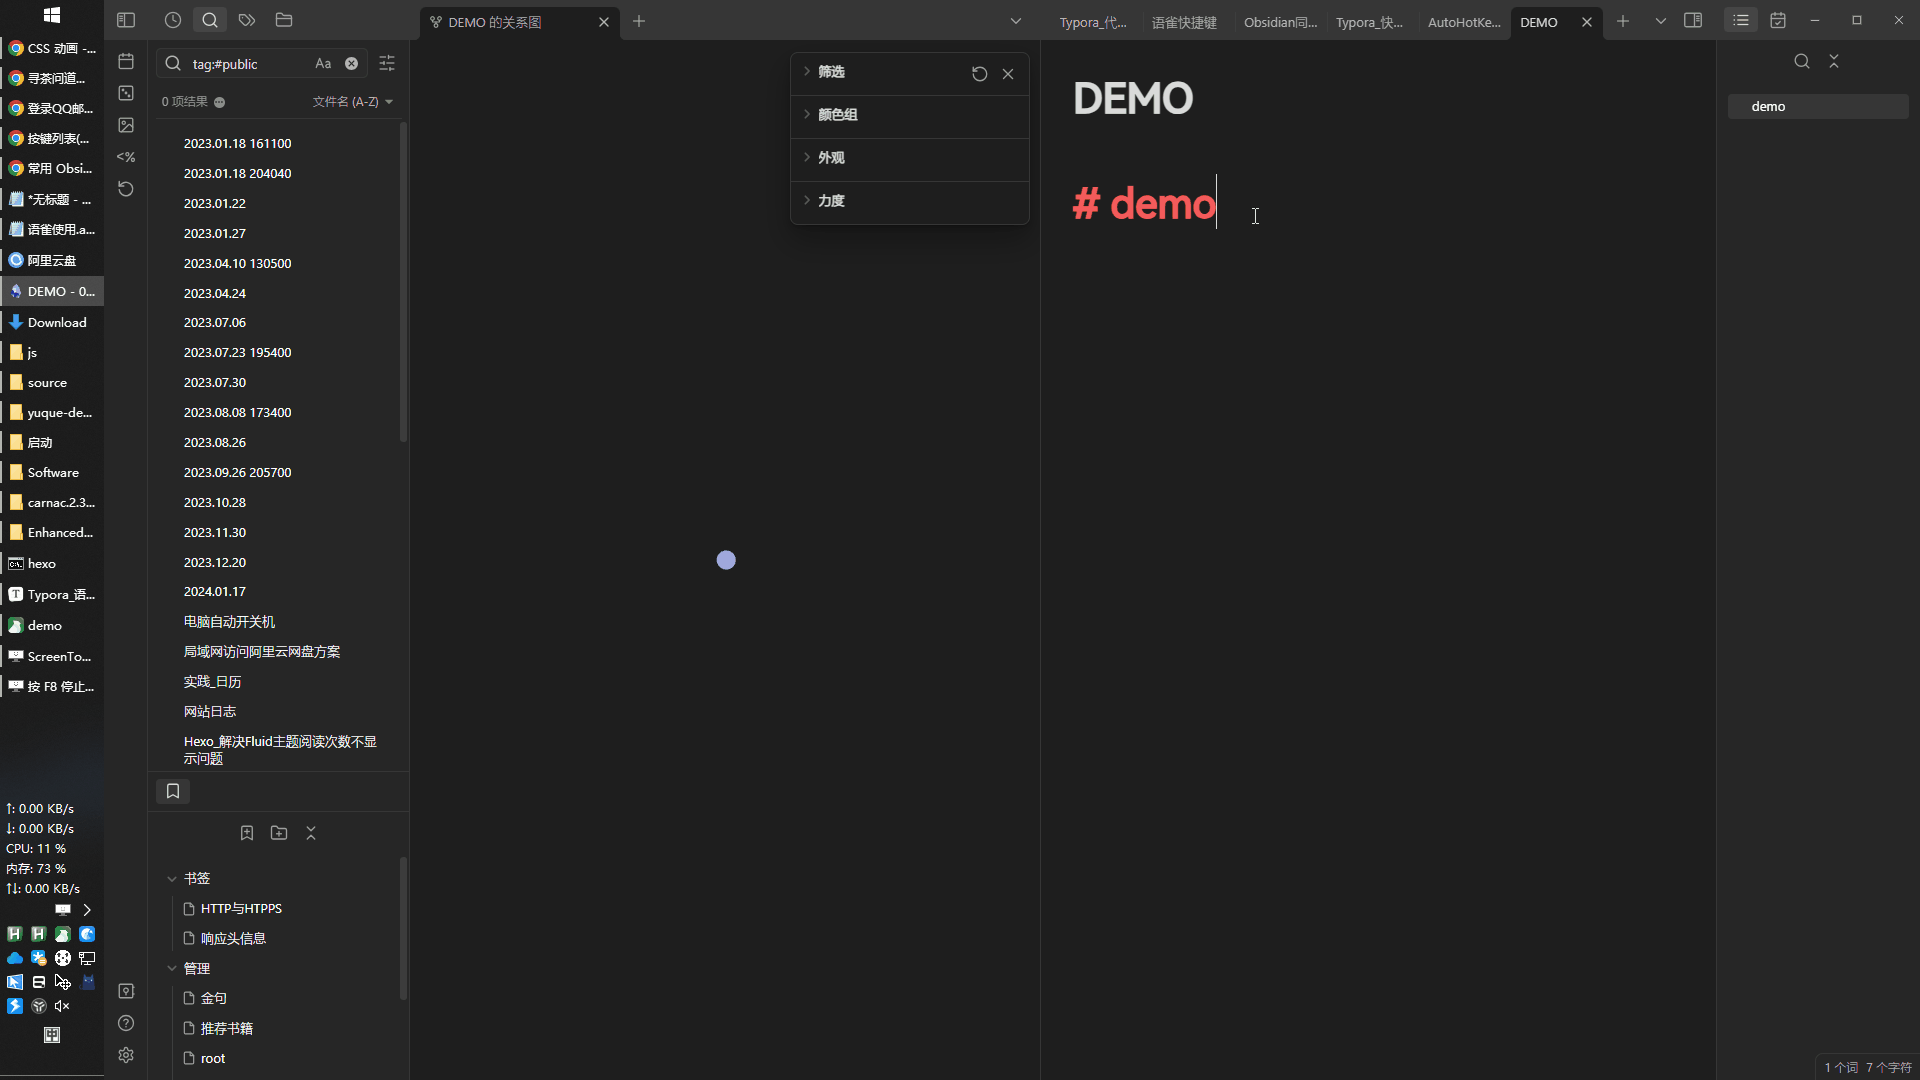 CSS 动画 -...
寻茶问道...
登录QQ邮...
按键列表(...
常用 Obsi...
*无标题 - ...
语雀使用.a...
阿里云盘
DEMO - 0...
Download
js
source
yuque-de...
启动
Software
carnac.2.3...
Enhanced...
hexo
Typora_语...
demo
ScreenTo...
按 F8 停止...
↑: 0.00 KB/s
↓: 0.00 KB/s
CPU: 11 %
内存: 73 %
↑↓: 0.00 KB/s
tag:#public
Aa
0 项结果
文件名 (A-Z)
<%
2023.01.18 161100
2023.01.18 204040
2023.01.22
2023.01.27
2023.04.10 130500
2023.04.24
2023.07.06
2023.07.23 195400
2023.07.30
2023.08.08 173400
2023.08.26
2023.09.26 205700
2023.10.28
2023.11.30
2023.12.20
2024.01.17
电脑自动开关机
局域网访问阿里云网盘方案
实践_日历
网站日志
Hexo_解决Fluid主题阅读次数不显
示问题
书签
HTTP与HTPPS
响应头信息
管理
金句
推荐书籍
root
DEMO 的关系图
筛选
颜色组
外观
力度
Typora_代...
语雀快捷键
Obsidian同...
Typora_快...
AutoHotKe...
DEMO
DEMO
# demo
demo
1 个词 7 个字符